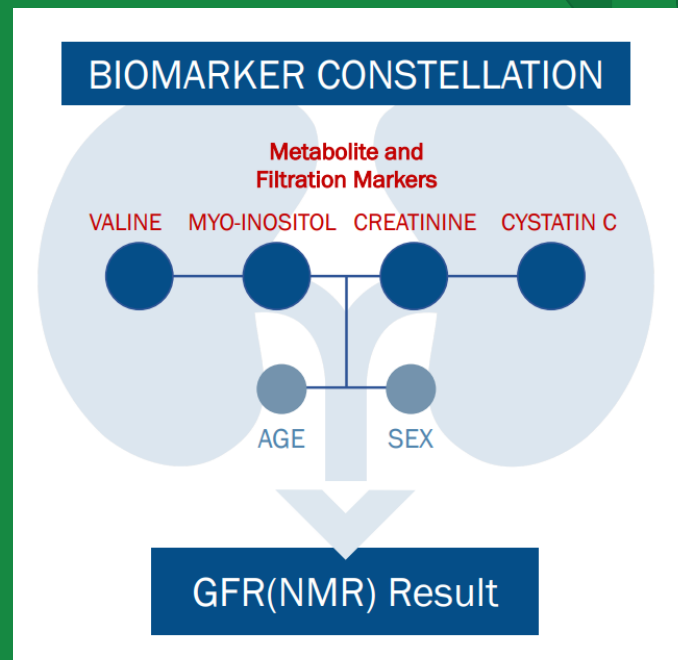 BIOMARKER CONSTELLATION
Metabolite and
Filtration Markers
VALINE MYO-INOSITOL CREATININE CYSTATIN C
AGE SEX
GFR(NMR) Result